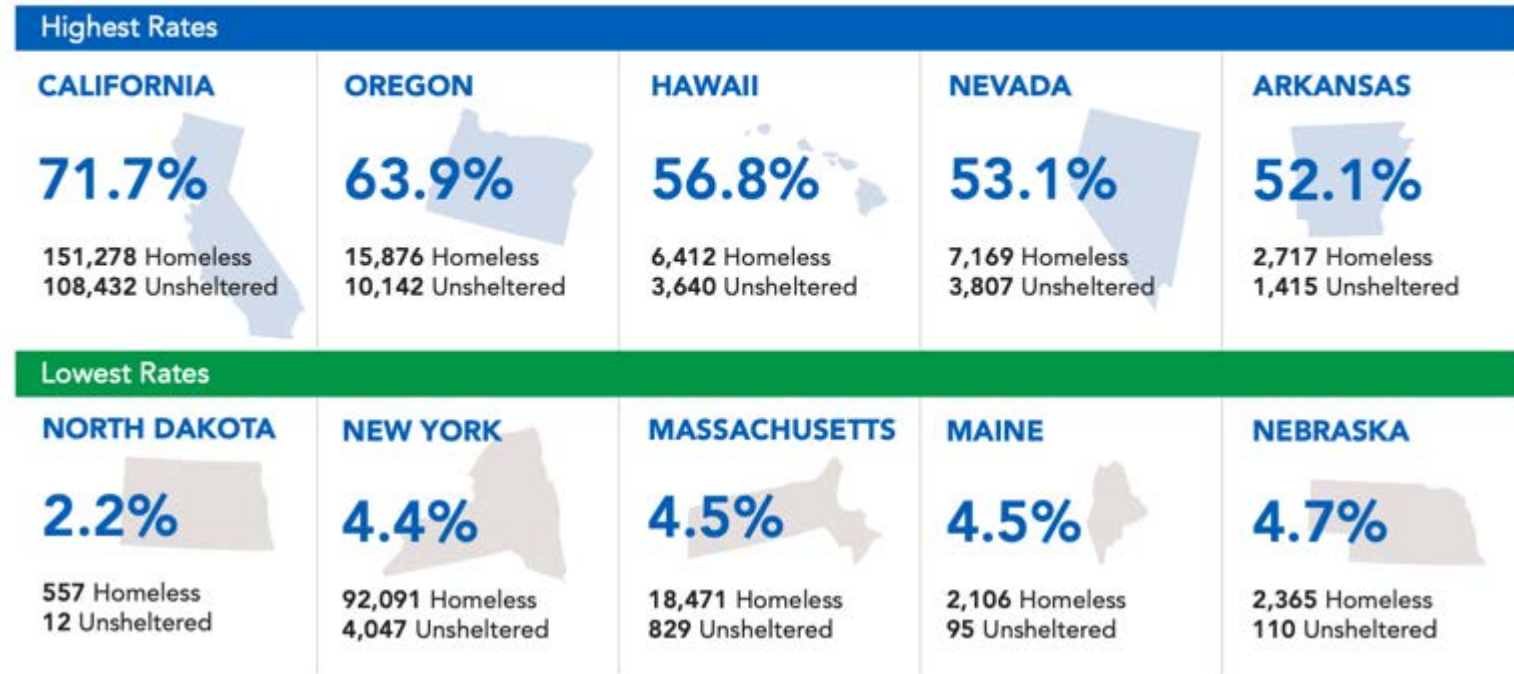 Highest Rates
CALIFORNIA
71.7%
151,278 Homeless
108,432 Unsheltered
OREGON
63.9%
15,876 Homeless
10,142 Unsheltered
HAWAII
56.8%
6,412 Homeless
3,640 Unsheltered
NEVADA
53.1%
7,169 Homeless
3,807 Unsheltered
ARKANSAS
52.1%
2,717 Homeless
1,415 Unsheltered
Lowest Rates
NORTH DAKOTA
2.2%
557 Homeless
12 Unsheltered
NEW YORK
4.4%
92,091 Homeless
4,047 Unsheltered
MASSACHUSETTS
4.5%
18,471 Homeless
829 Unsheltered
MAINE
4.5%
2,106 Homeless
95 Unsheltered
NEBRASKA
4.7%
2,365 Homeless
110 Unsheltered